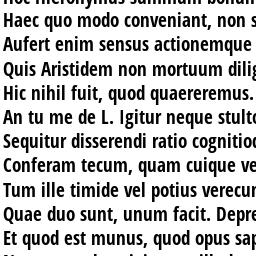 Hoc Hieronymus summum bonum
Haec quo modo conveniant, non s
Aufert enim sensus actionemque
Quis Aristidem non mortuum dilig
Hic nihil fuit, quod quaereremus.
An tu me de L. Igitur neque stulto
Sequitur disserendi ratio cognitio
Conferam tecum, quam cuique ve
Tum ille timide vel potius verecun
Quae duo sunt, unum facit. Depre
Et quod est munus, quod opus sap